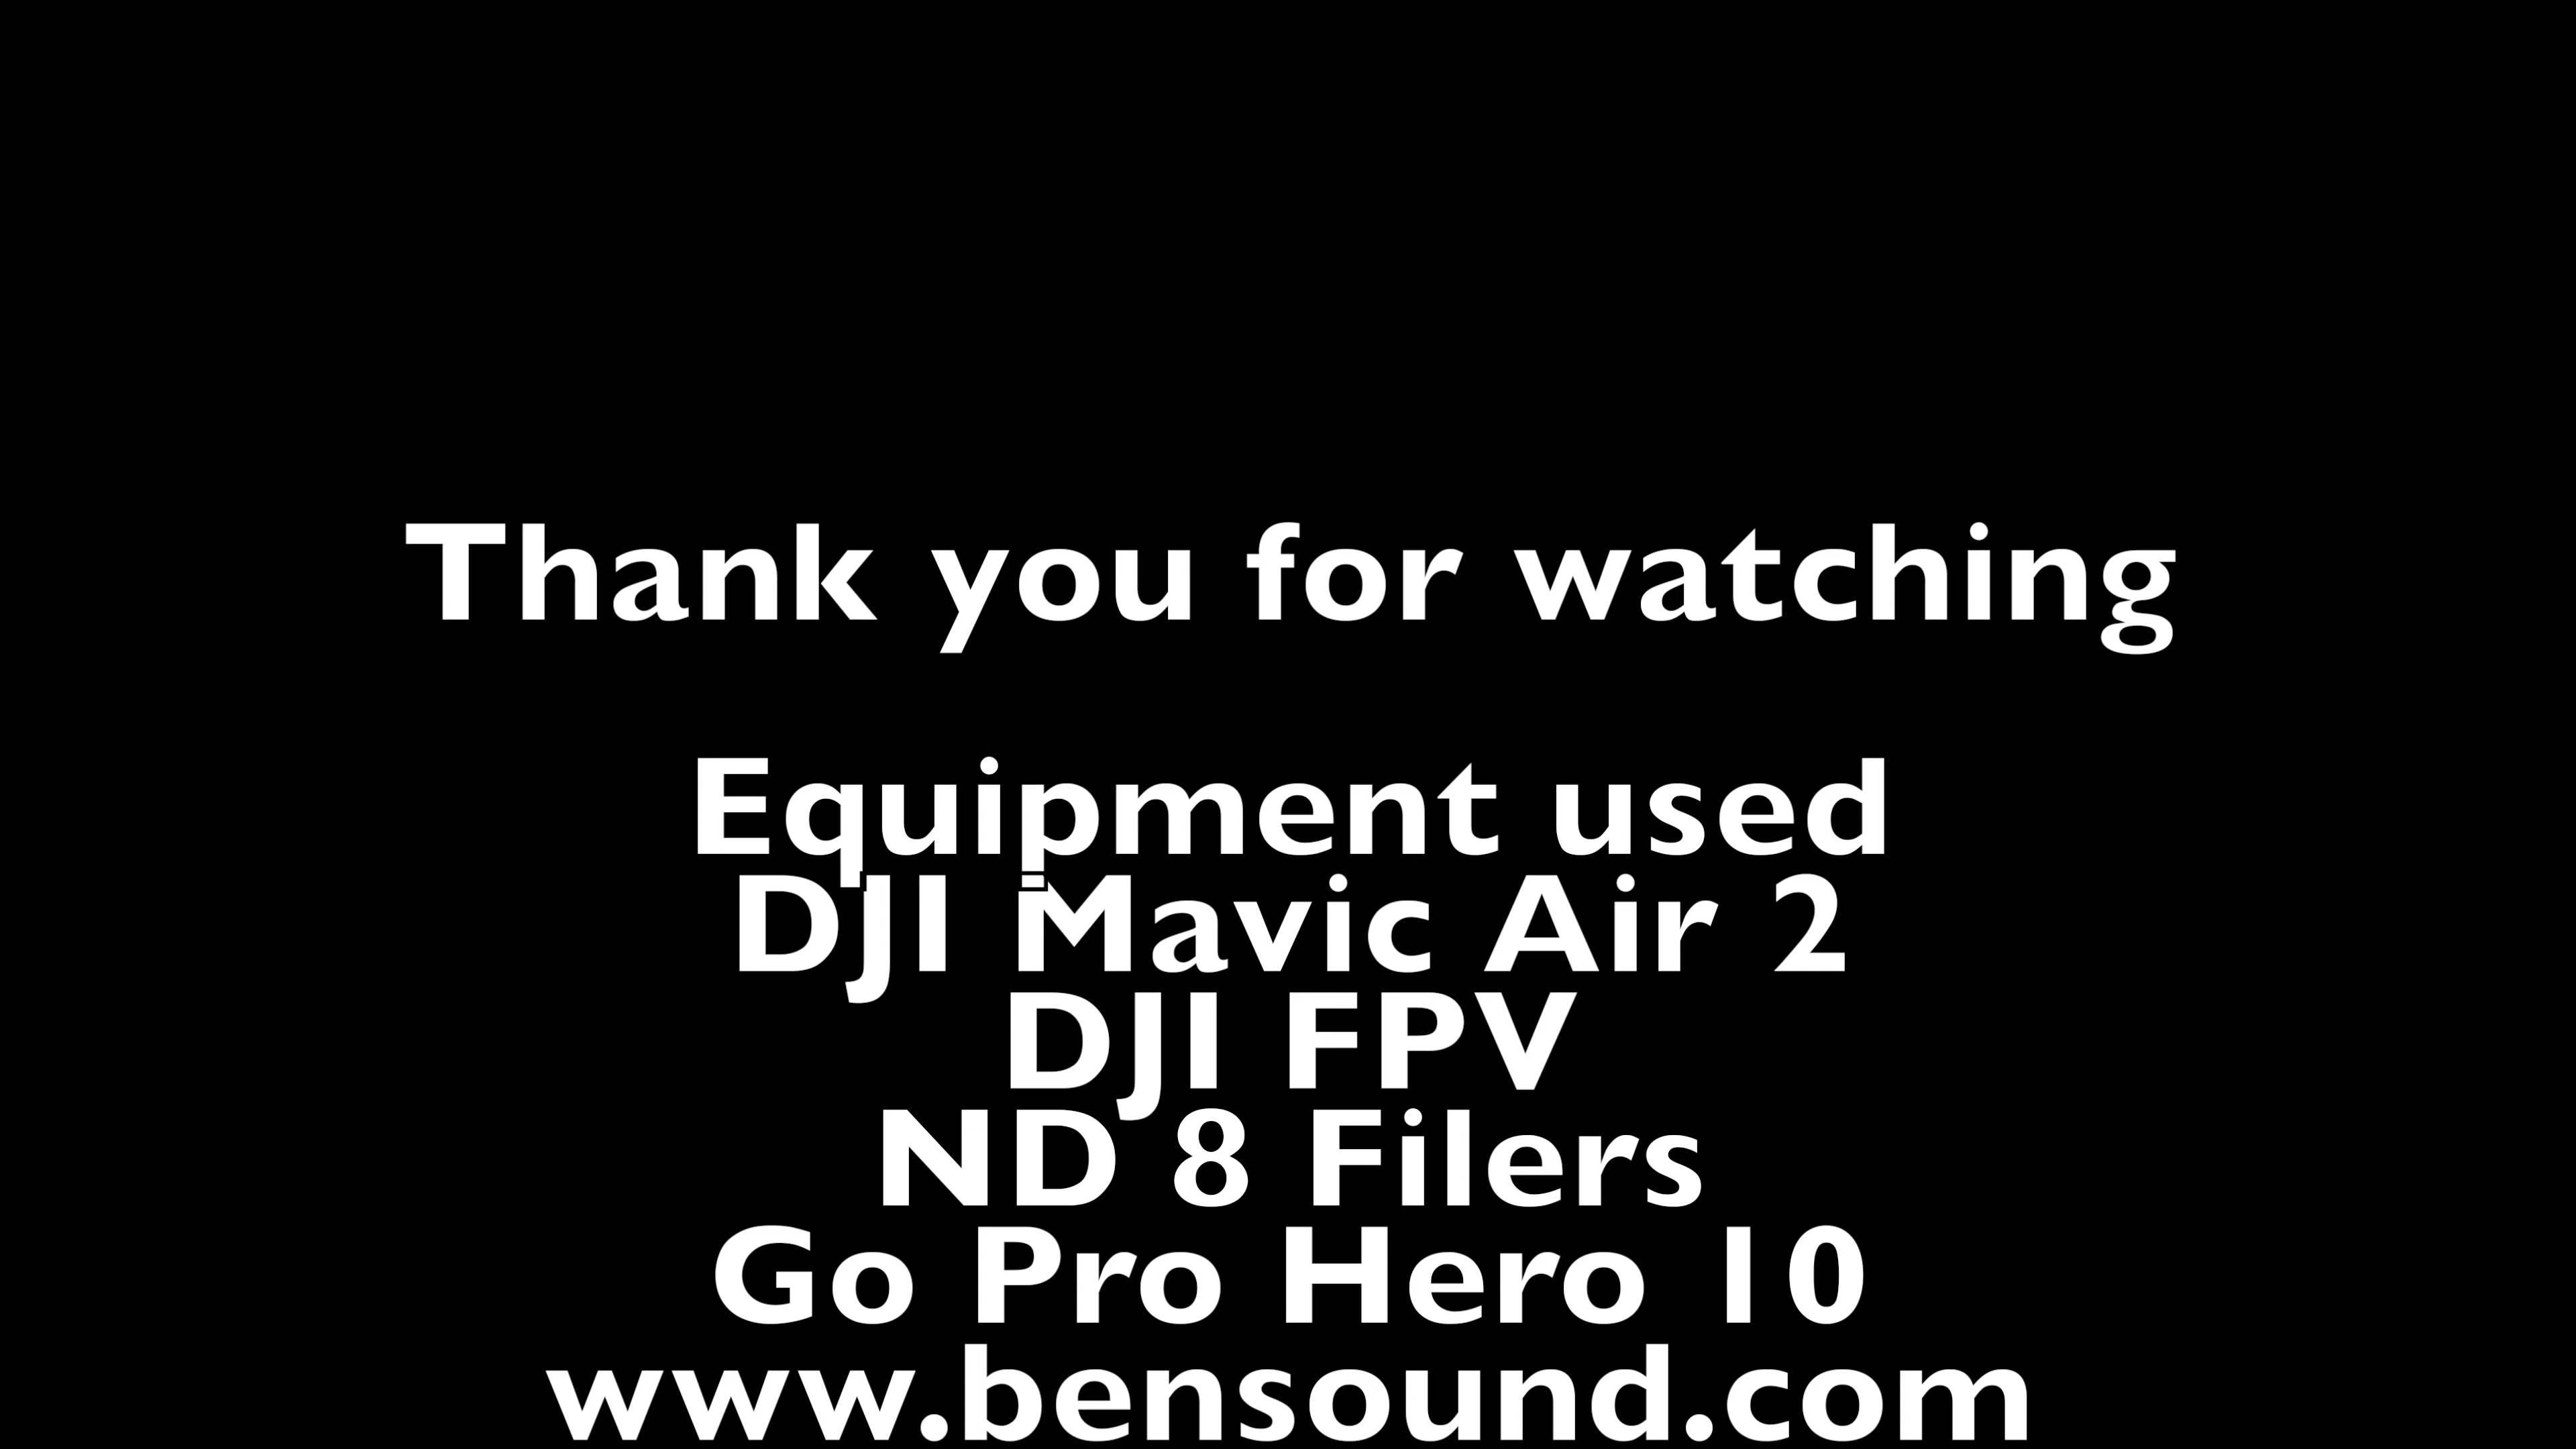 Thank you for watching
Equipment used
DJI Mavic Air 2
DJI FPV
ND 8 Filers
Go Pro Hero 10
www.bensound.com